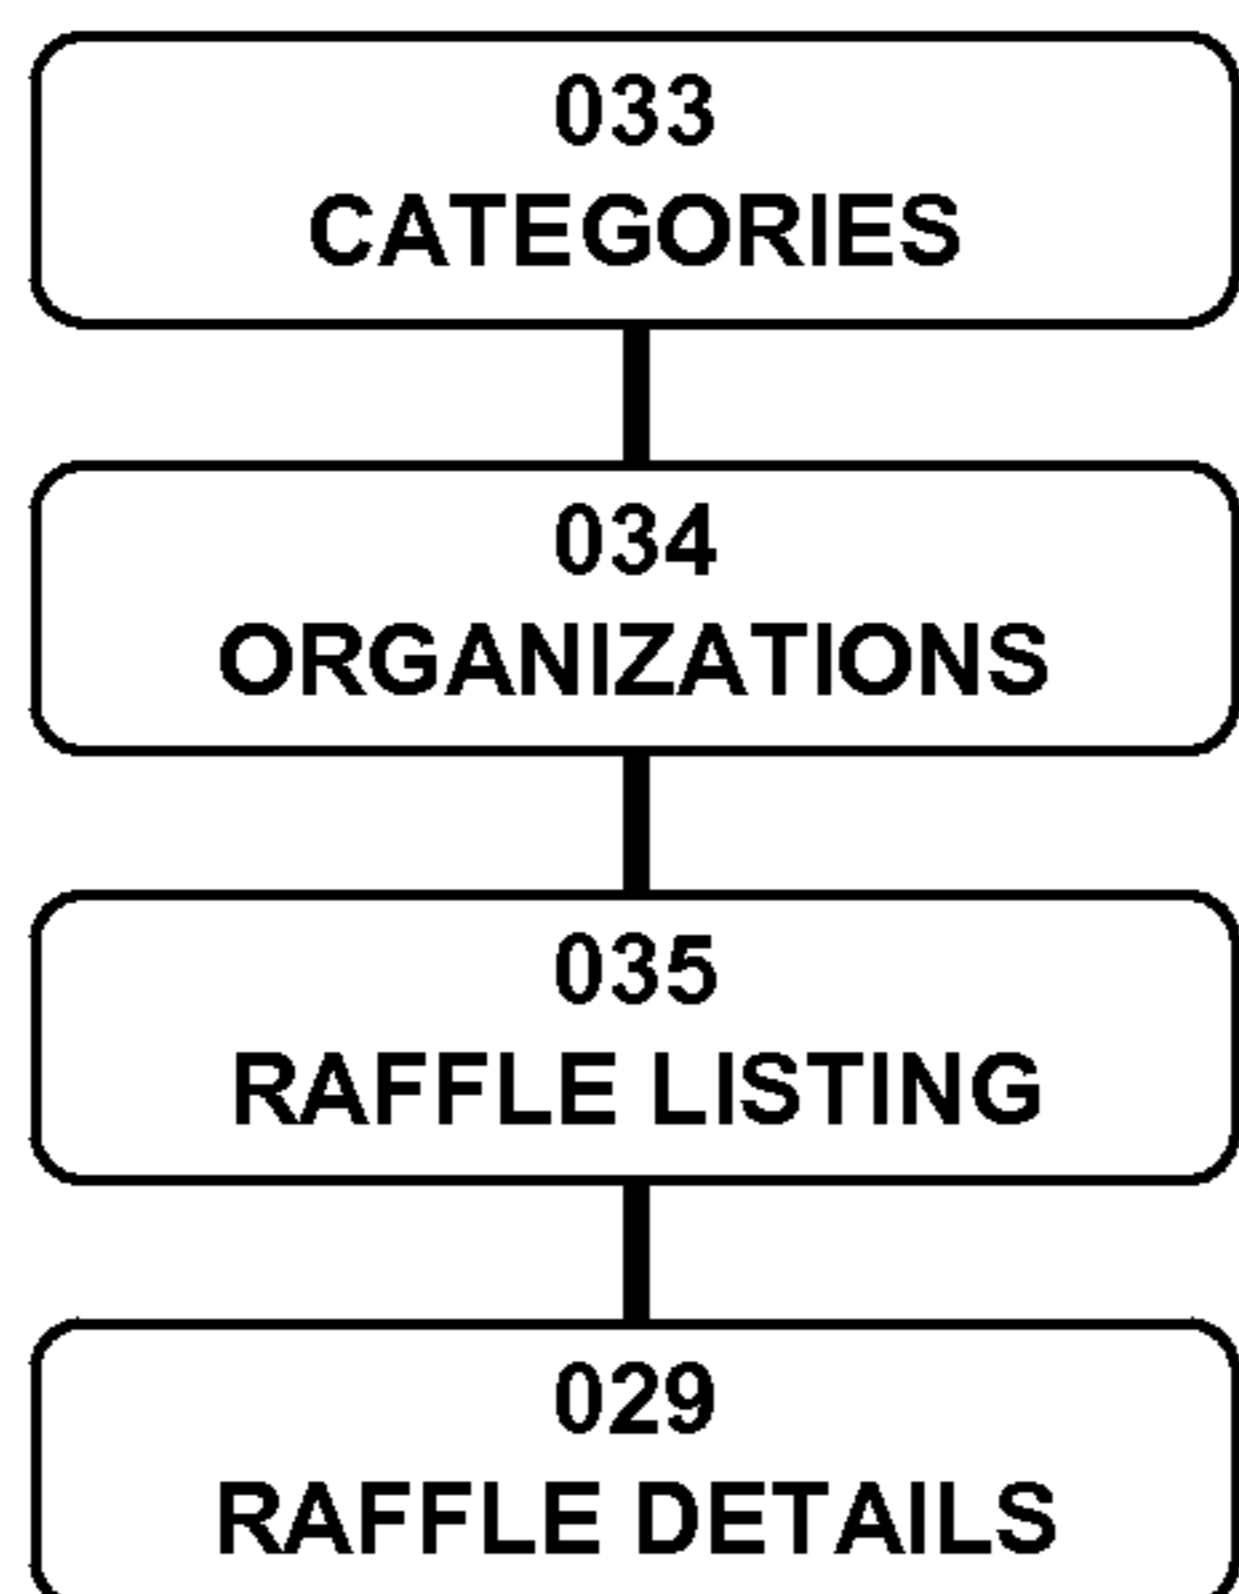 033
CATEGORIES
034
ORGANIZATIONS
035
RAFFLE LISTING
029
RAFFLE DETAILS